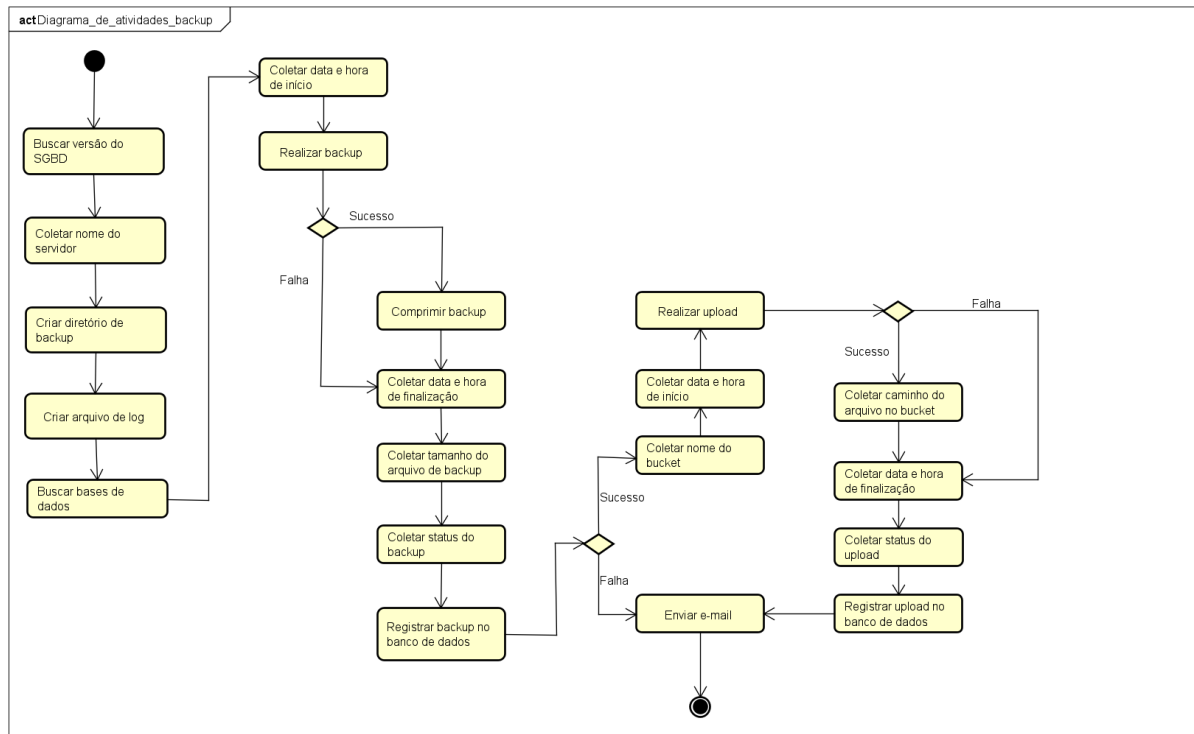 actDiagrama_de_atividades_backup
Buscar versão do
SGBD
Coletar nome do
servidor
Criar diretório de
backup
Criar arquivo de log
Buscar bases de
dados
Coletar data e hora
de início
Realizar backup
Sucesso
Falha
Comprimir backup
Coletar data e hora
de finalização
Coletar tamanho do
arquivo de backup
Coletar status do
backup
Registrar backup no
banco de dados
Sucesso
Falha
Coletar nome do
bucket
Coletar data e hora
de início
Realizar upload
Falha
Sucesso
Coletar caminho do
arquivo no bucket
Coletar data e hora
de finalização
Coletar status do
upload
Registrar upload no
banco de dados
Enviar e-mail